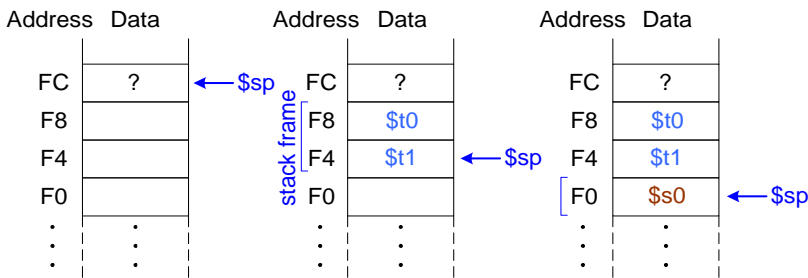 Address Data
FC ? $sp
F8
F4
F0
Address Data
FC ?
F8 $t0
F4 $t1 $sp
F0
stack frame
Address Data
FC ?
F8 $t0
F4 $t1
F0 $s0 $sp